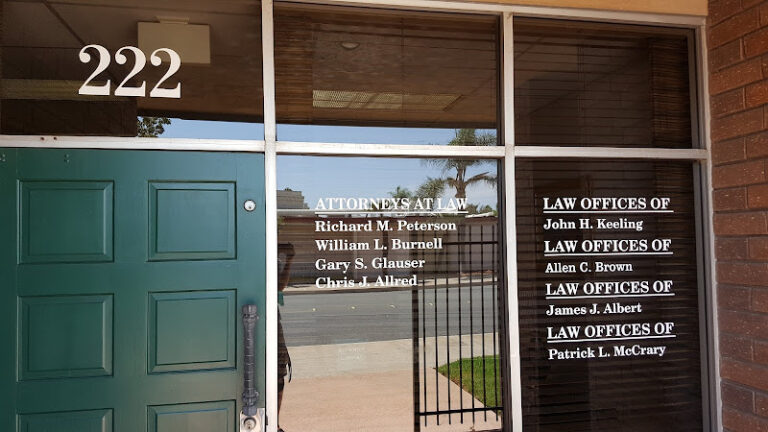 222
ATTORNEYS AT LAW
Richard M. Peterson
William L. Burnell
Gary S. Glauser
Chris J. Allred
LAW OFFICES OF
John H. Keeling
LAW OFFICES OF
Allen C. Brown
LAW OFFICES OF
James J. Albert
LAW OFFICES OF
Patrick L. McCrary